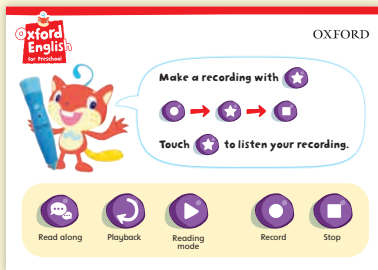 Oxford
English
for Preschool
OXFORD
Make a recording with
Touch to listen your recording.
Read along
Playback
Reading
mode
Record
Stop